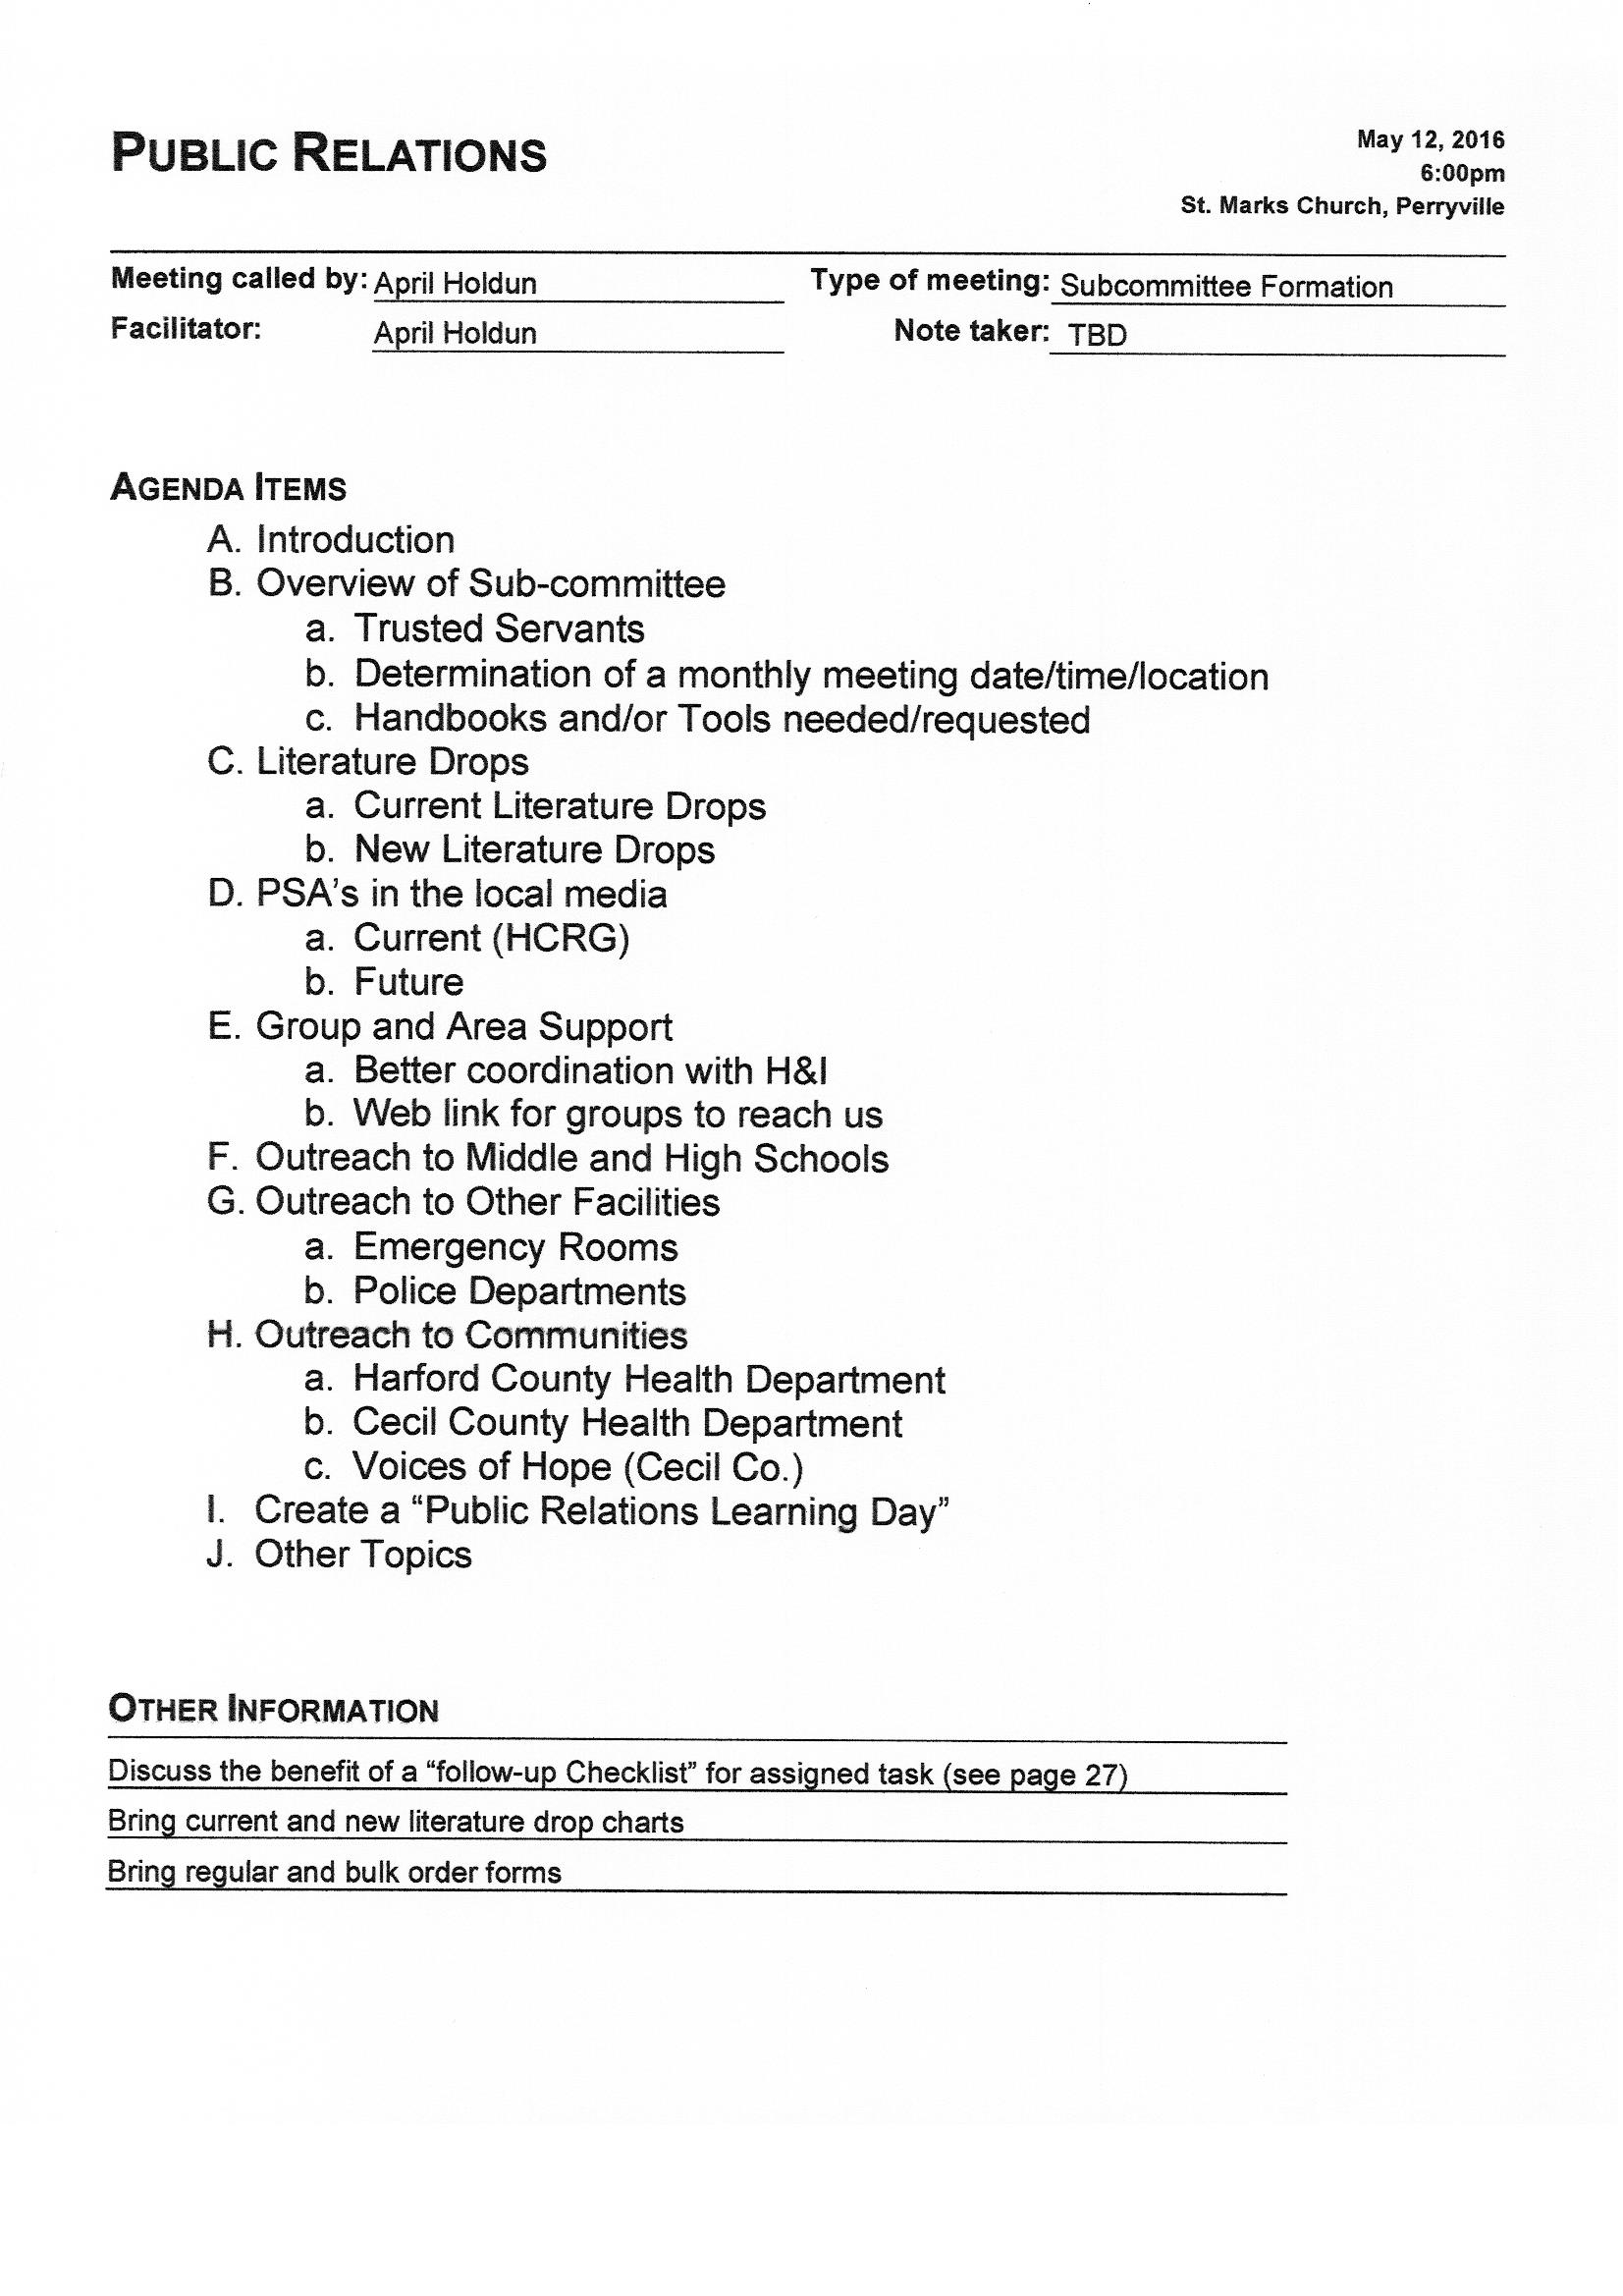 PUBLIC RELATIONS
May 12, 2016
6:00pm
St. Marks Church, Perryville
Meeting called by: April Holdun
Type of meeting: Subcommittee Formation
Facilitator: April Holdun
Note taker: TBD
AGENDA ITEMS
A. Introduction
B. Overview of Sub-committee
a. Trusted Servants
b. Determination of a monthly meeting date/time/location
c. Handbooks and/or Tools needed/requested
C. Literature Drops
a. Current Literature Drops
b. New Literature Drops
D. PSA's in the local media
a. Current (HCRG)
b. Future
E. Group and Area Support
a. Better coordination with H&I
b. Web link for groups to reach us
F. Outreach to Middle and High Schools
G. Outreach to Other Facilities
a. Emergency Rooms
b. Police Departments
H. Outreach to Communities
a. Harford County Health Department
b. Cecil County Health Department
c. Voices of Hope (Cecil Co.)
I. Create a “Public Relations Learning Day”
J. Other Topics
OTHER INFORMATION
Discuss the benefit of a “follow-up Checklist” for assigned task (see page 27)
Bring current and new literature drop charts
Bring regular and bulk order forms